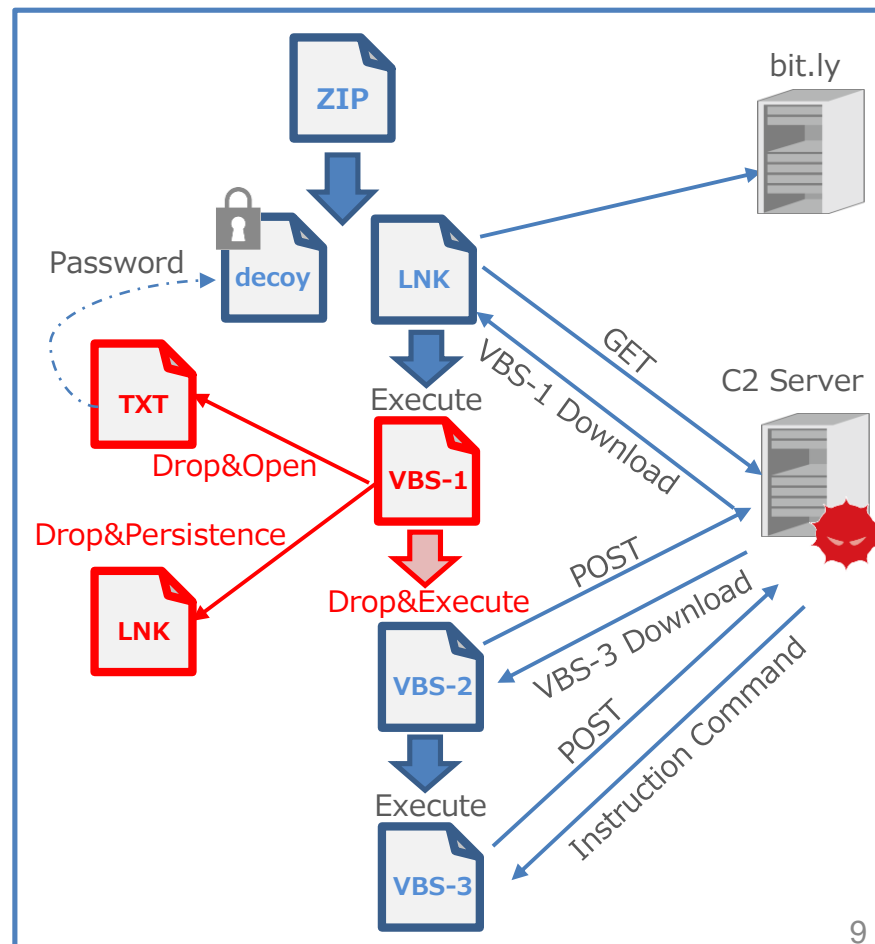 ZIP
bit.ly
Password
decoy
LNK
GET
VBS-1 Download
C2 Server
Execute
TXT
Drop&Open
VBS-1
Drop&Persistence
LNK
POST
Drop&Execute
VBS-3 Download
VBS-2
POST
Instruction Command
Execute
VBS-3
9